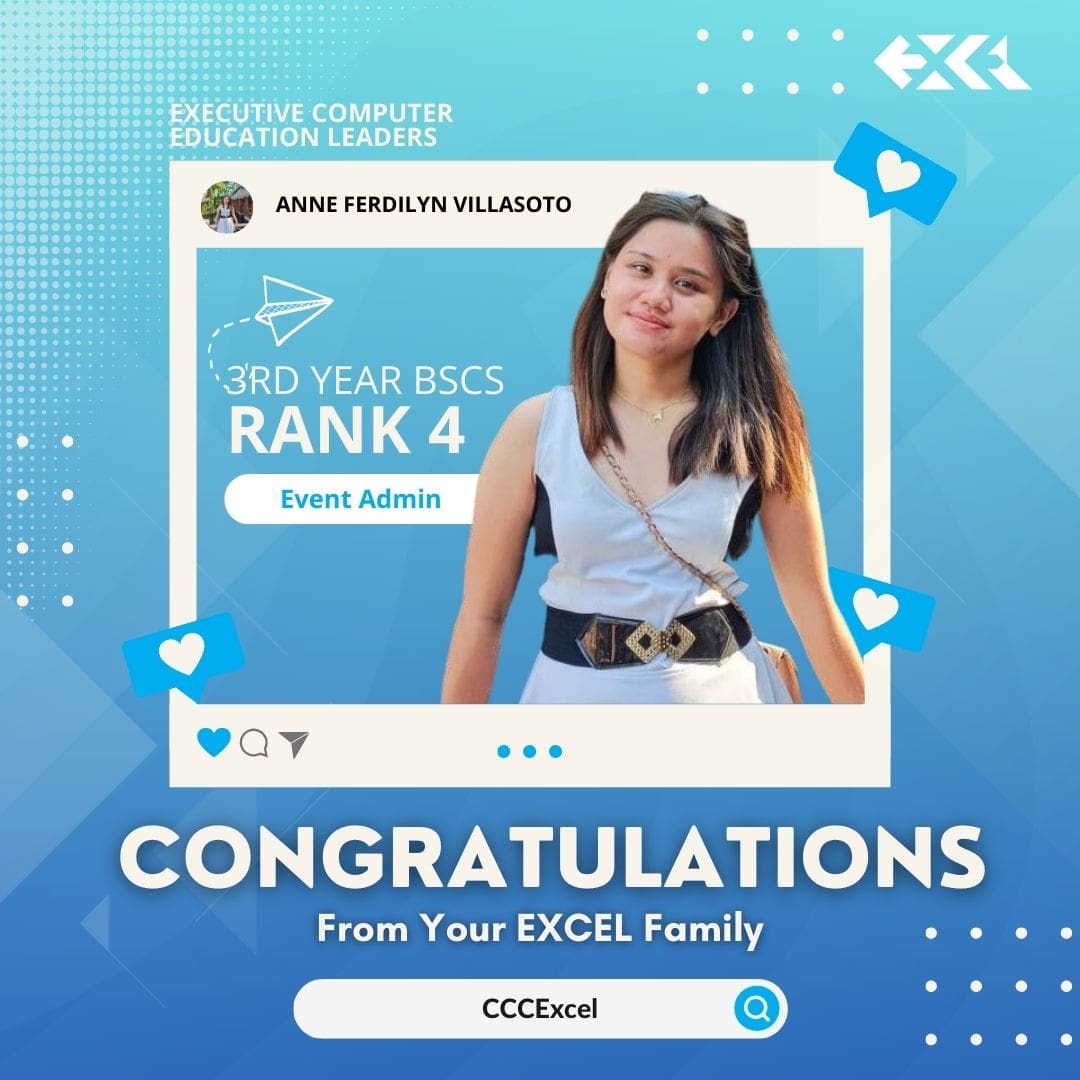 EXCEL
EXECUTIVE COMPUTER
EDUCATION LEADERS
ANNE FERDILYN VILLASOTO
3RD YEAR BSCS
RANK 4
Event Admin
CONGRATULATIONS
From Your EXCEL Family
CCCExcel